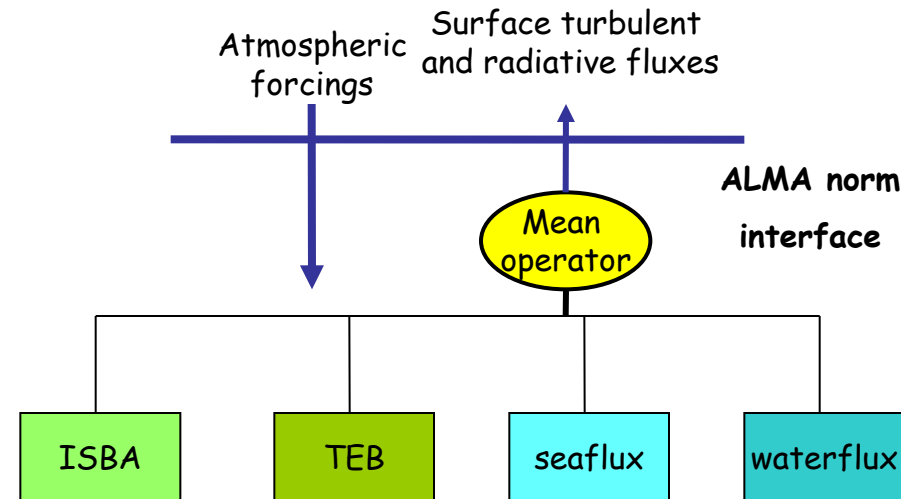 Atmospheric
forcings
Surface turbulent
and radiative fluxes
ALMA norm
interface
Mean
operator
ISBA
TEB
seaflux
waterflux